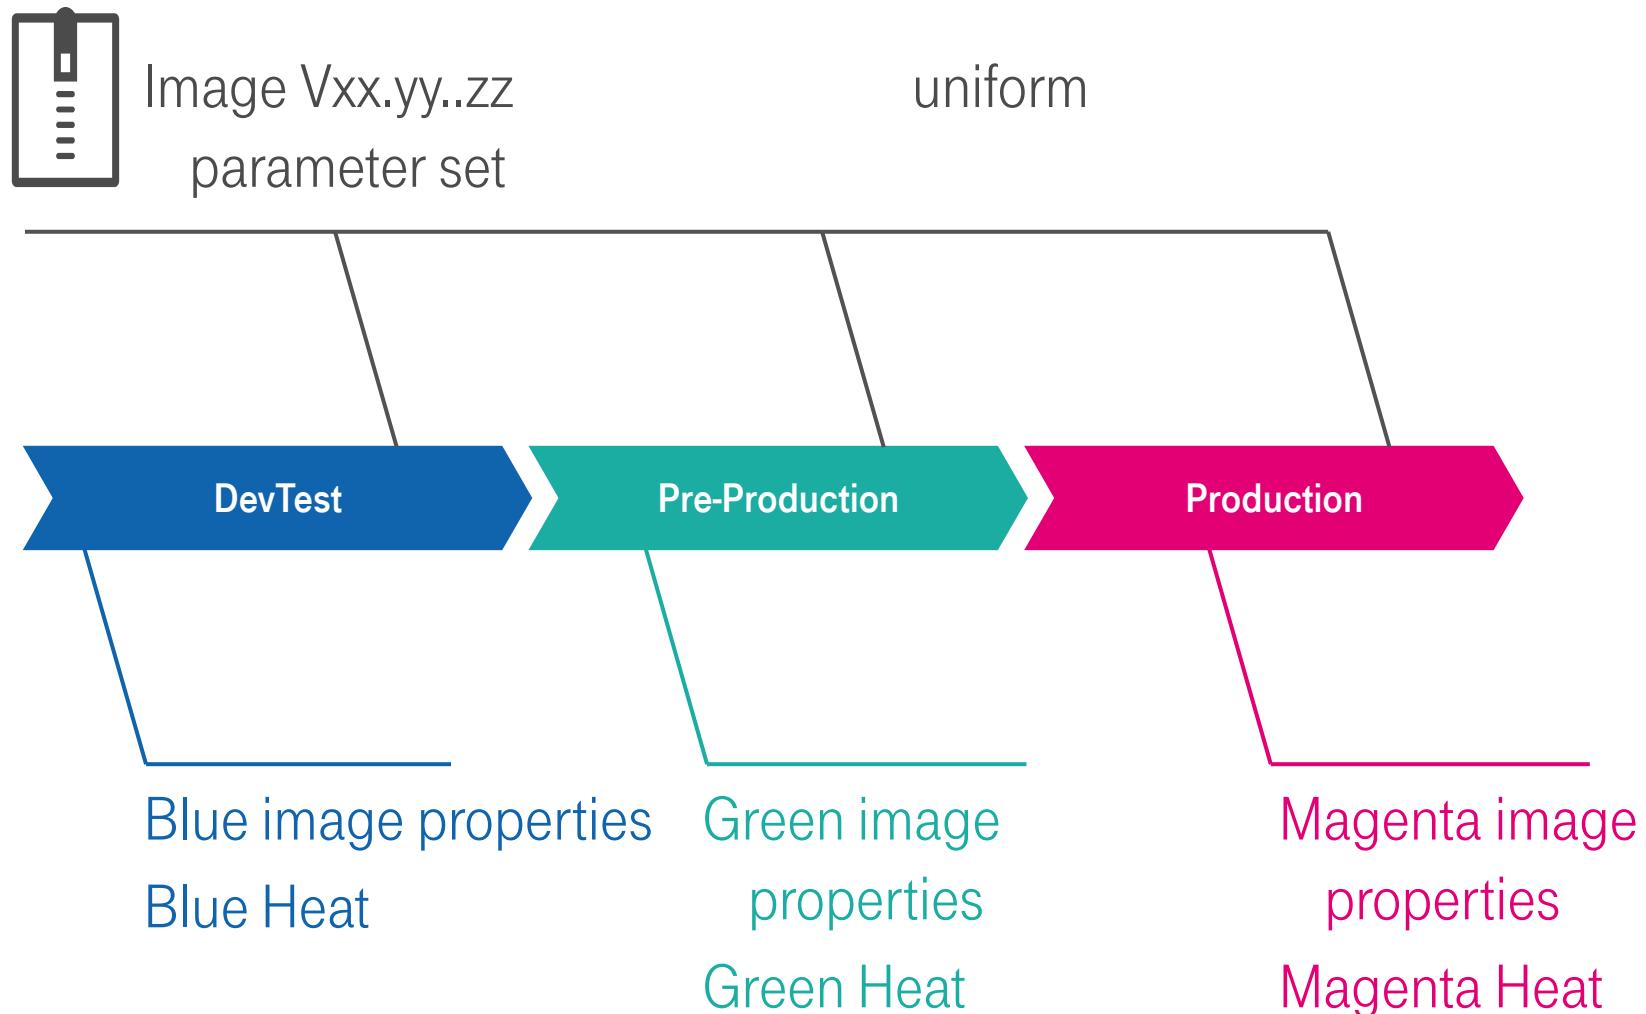 Image Vxx.yy..zz uniform
parameter set
DevTest
Pre-Production
Production
Blue image properties
Blue Heat
Green image
properties
Green Heat
Magenta image
properties
Magenta Heat